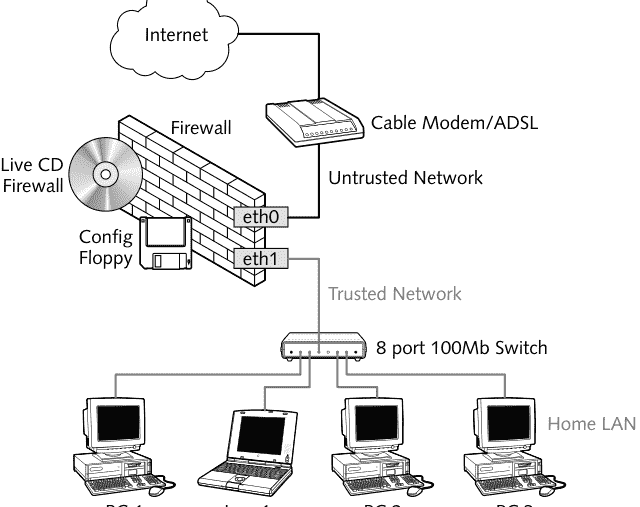 Internet
Cable Modem/ADSL
Firewall
Live CD
Firewall
Untrusted Network
eth0
Config
Floppy
eth1
Trusted Network
8 port 100Mb Switch
Home LAN